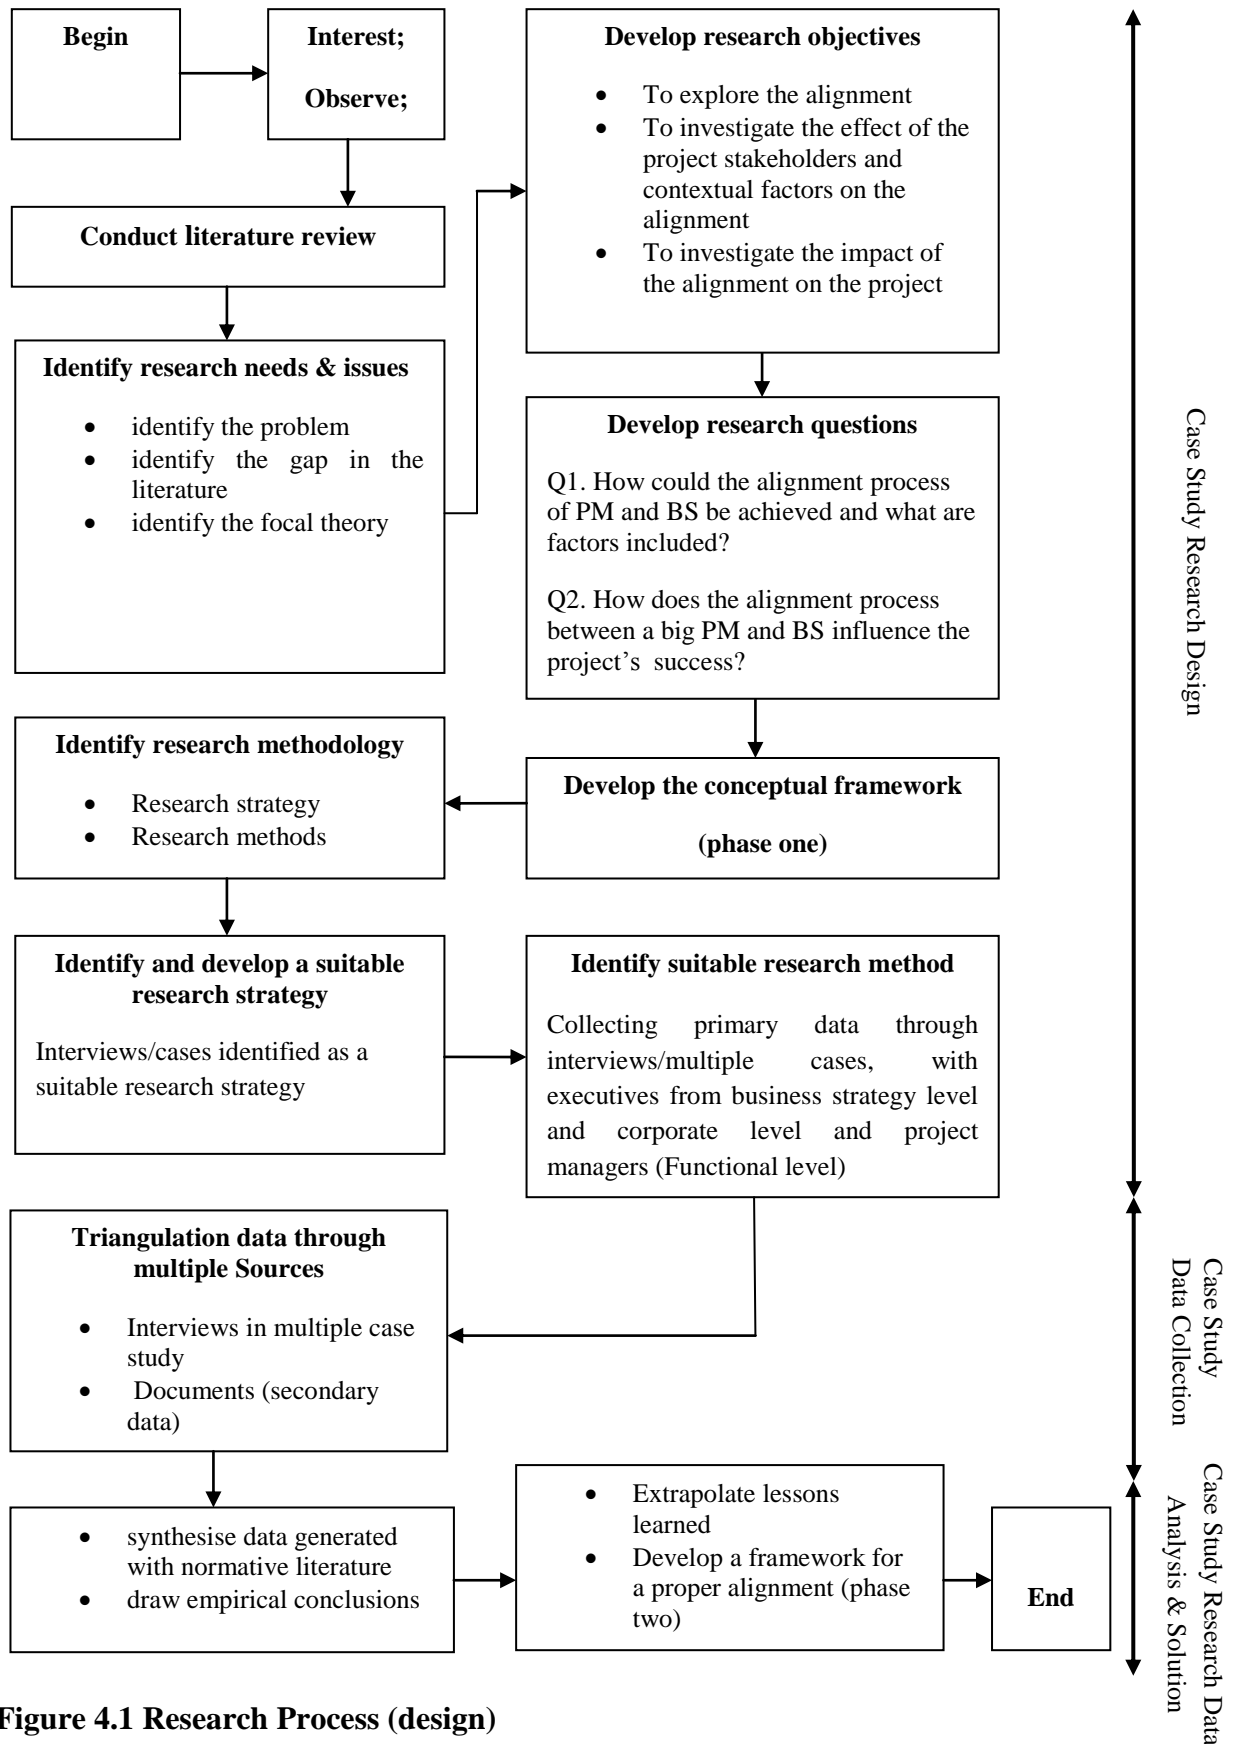 Begin
Interest;
Observe;
Conduct literature review
Identify research needs & issues
• identify the problem
• identify the gap in the
literature
• identify the focal theory
Develop research objectives
• To explore the alignment
• To investigate the effect of the
project stakeholders and
contextual factors on the
alignment
• To investigate the impact of
the alignment on the project
Develop research questions
Q1. How could the alignment process
of PM and BS be achieved and what are
factors included?
Q2. How does the alignment process
between a big PM and BS influence the
project's success?
Develop the conceptual framework
(phase one)
Identify research methodology
• Research strategy
• Research methods
Identify and develop a suitable
research strategy
Interviews/cases identified as a
suitable research strategy
Identify suitable research method
Collecting primary data through
interviews/multiple cases, with
executives from business strategy level
and corporate level and project
managers (Functional level)
Triangulation data through
multiple Sources
• Interviews in multiple case
study
• Documents (secondary
data)
• synthesise data generated
with normative literature
• draw empirical conclusions
• Extrapolate lessons
learned
• Develop a framework for
a proper alignment (phase
two)
End
Case Study Research Design
Case Study
Data Collection
Case Study Research Data
Analysis & Solution
Figure 4.1 Research Process (design)